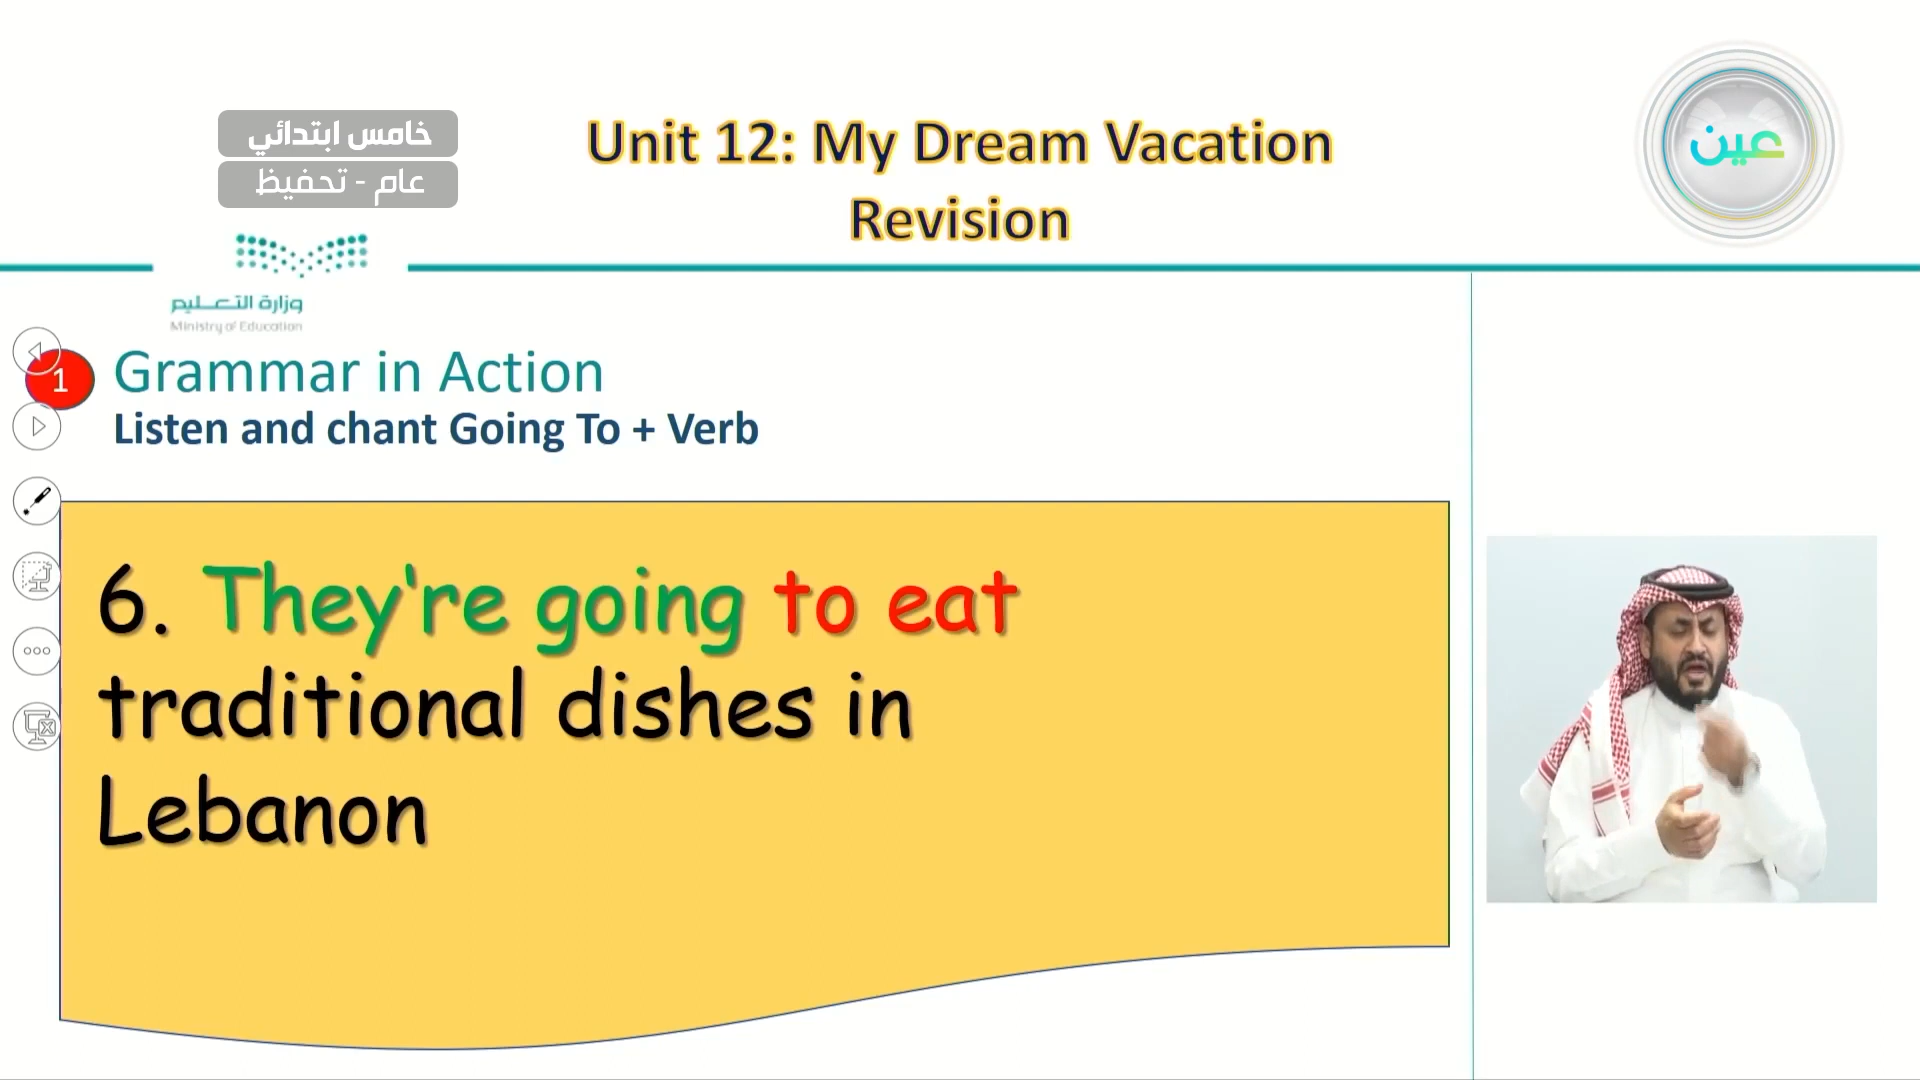 خامس ابتدائي
عام - تحفيظ
Unit 12: My Dream Vacation
Revision
عين
وزارة التعليم
Ministry of Education
1
Grammar in Action
Listen and chant Going To + Verb
6. They're going to eat
traditional dishes in
Lebanon